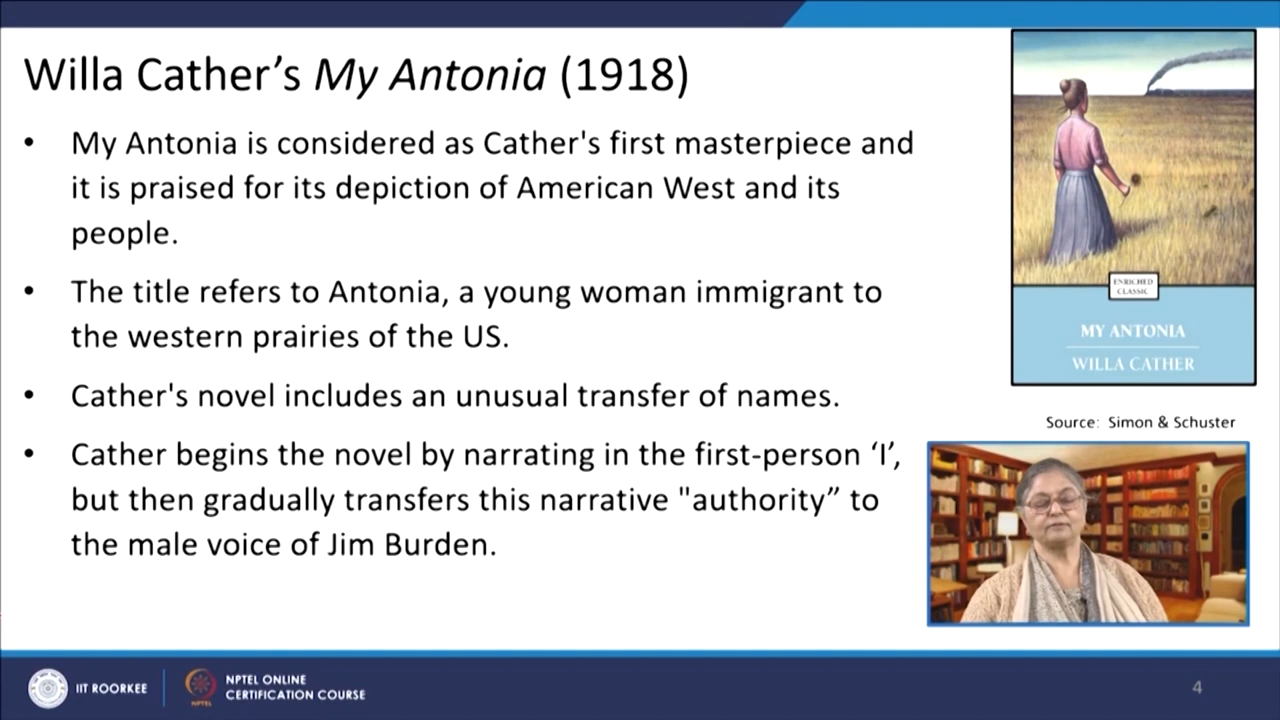 Willa Cather’s My Antonia (1918)
• My Antonia is considered as Cather's first masterpiece and
it is praised for its depiction of American West and its
people.
• The title refers to Antonia, a young woman immigrant to
the western prairies of the US.
• Cather's novel includes an unusual transfer of names.
• Cather begins the novel by narrating in the first-person ‘I’,
but then gradually transfers this narrative "authority” to
the male voice of Jim Burden.
ENRICHED
CLASSIC
MY ANTONIA
WILLA CATHER
Source: Simon & Schuster
IIT ROORKEE
NPTEL
NPTEL ONLINE
CERTIFICATION COURSE
4